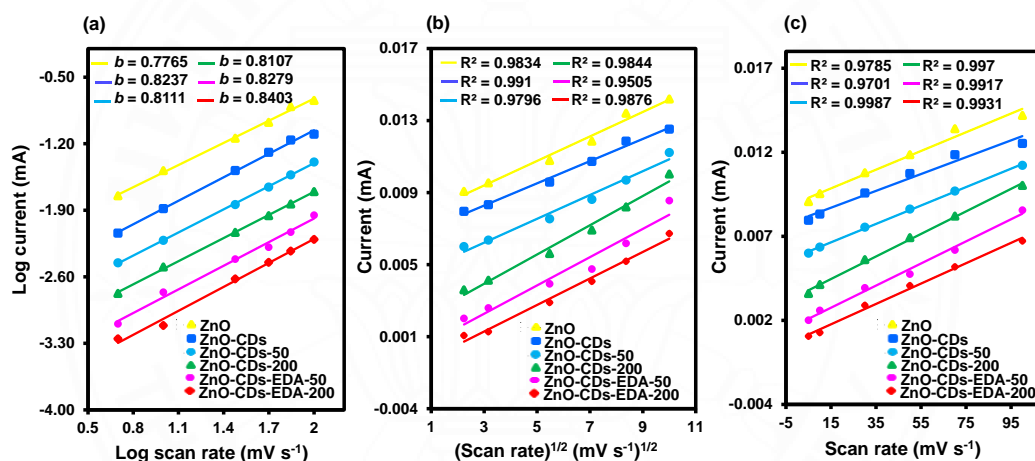 (a)
b = 0.7765 b = 0.8107
b = 0.8237 b = 0.8279
b = 0.8111 b = 0.8403
-0.50
-1.20
-1.90
-2.60
-3.30
-4.00
Log current (mA)
ZnO
ZnO-CDs
ZnO-CDs-50
ZnO-CDs-200
ZnO-CDs-EDA-50
ZnO-CDs-EDA-200
0.5 0.8 1.1 1.4 1.7 2.0
Log scan rate (mV s⁻¹)
(b)
R² = 0.9834 R² = 0.9844
R² = 0.991 R² = 0.9505
R² = 0.9796 R² = 0.9876
0.017
0.013
0.009
0.005
0.001
-0.004
Current (mA)
ZnO
ZnO-CDs
ZnO-CDs-50
ZnO-CDs-200
ZnO-CDs-EDA-50
ZnO-CDs-EDA-200
1 2 3 4 5 6 7 8 9 10
(Scan rate)¹/² (mV s⁻¹)¹/²
(c)
R² = 0.9785 R² = 0.997
R² = 0.9701 R² = 0.9917
R² = 0.9987 R² = 0.9931
0.017
0.012
0.007
0.002
-0.004
Current (mA)
ZnO
ZnO-CDs
ZnO-CDs-50
ZnO-CDs-200
ZnO-CDs-EDA-50
ZnO-CDs-EDA-200
-5 15 35 55 75 95
Scan rate (mV s⁻¹)